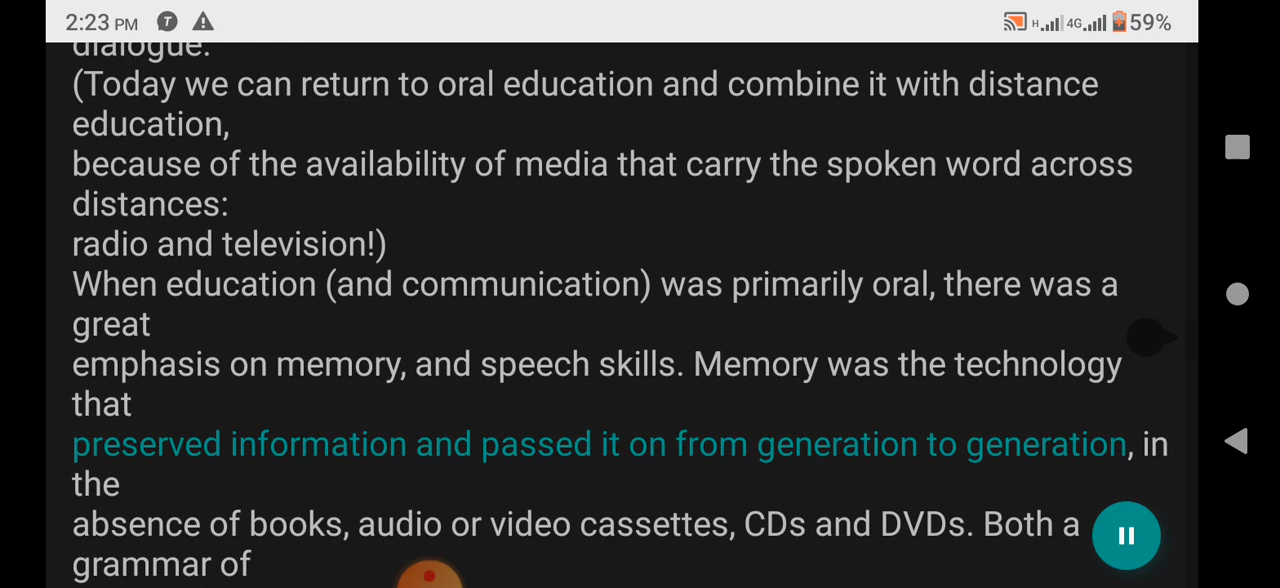 2:23 PM
H 4G 59%
dialogue.
(Today we can return to oral education and combine it with distance
education,
because of the availability of media that carry the spoken word across
distances:
radio and television!)
When education (and communication) was primarily oral, there was a
great
emphasis on memory, and speech skills. Memory was the technology
that
preserved information and passed it on from generation to generation, in
the
absence of books, audio or video cassettes, CDs and DVDs. Both a
grammar of